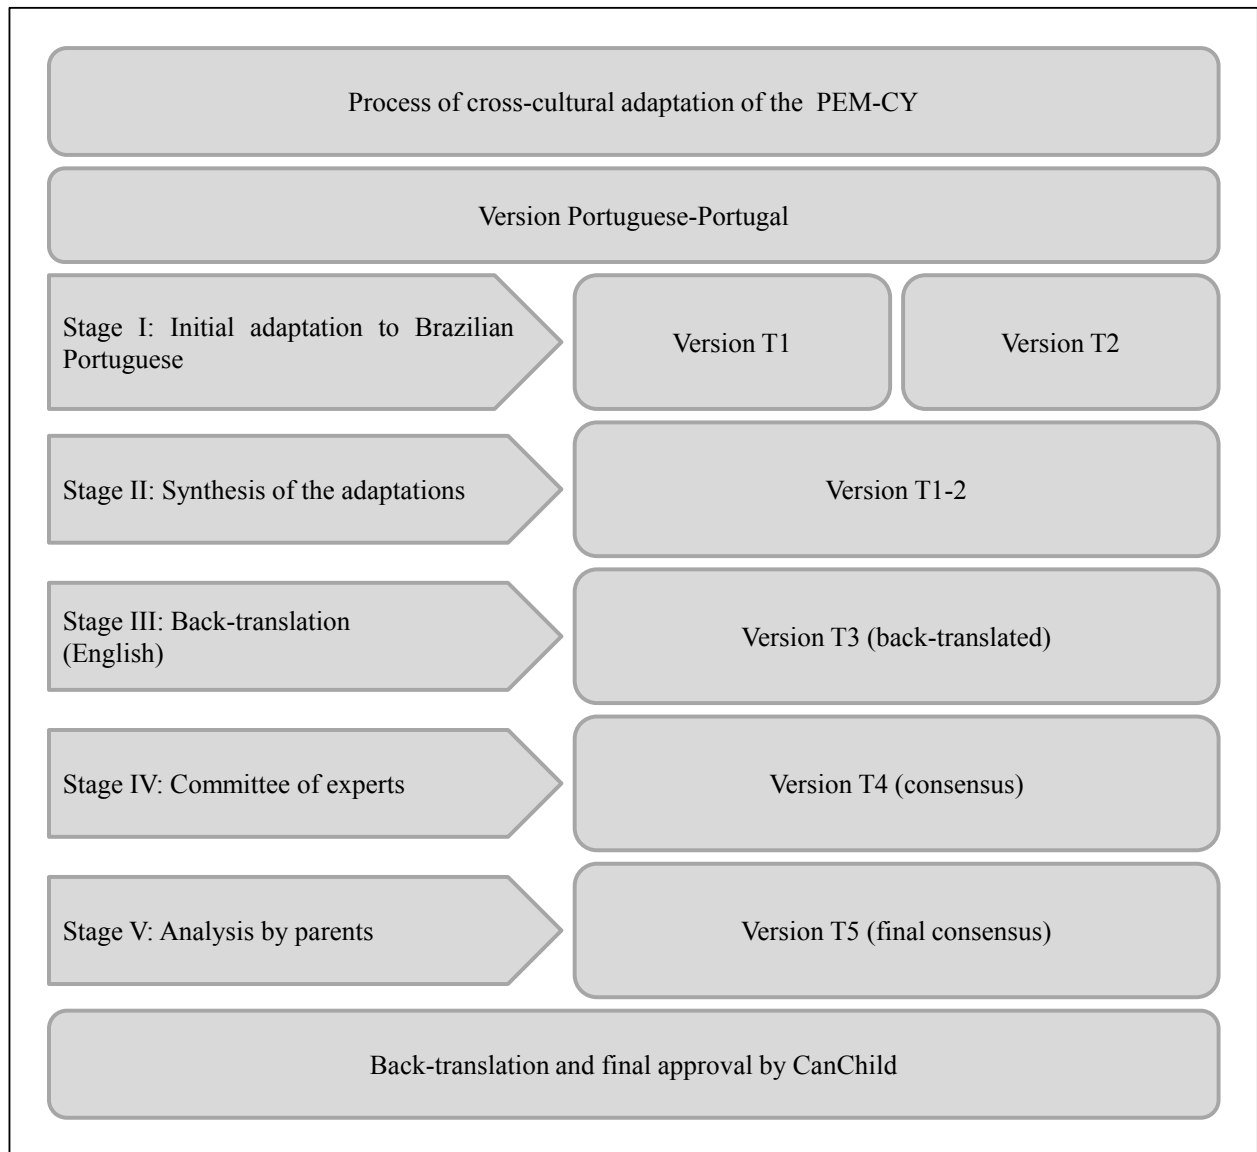 Process of cross-cultural adaptation of the PEM-CY
Version Portuguese-Portugal
Stage I: Initial adaptation to Brazilian
Portuguese
Version T1
Version T2
Stage II: Synthesis of the adaptations
Version T1-2
Stage III: Back-translation
(English)
Version T3 (back-translated)
Stage IV: Committee of experts
Version T4 (consensus)
Stage V: Analysis by parents
Version T5 (final consensus)
Back-translation and final approval by CanChild